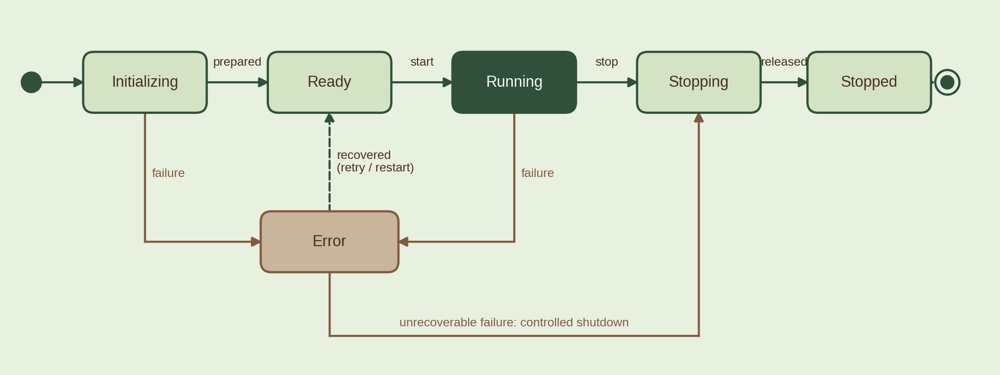 prepared
start
stop
released
Initializing
Ready
Running
Stopping
Stopped
recovered
(retry / restart)
failure
failure
Error
unrecoverable failure: controlled shutdown